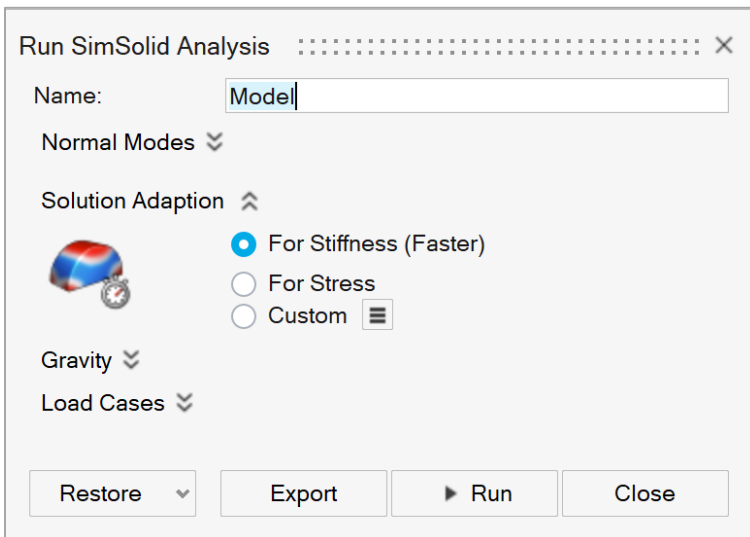 Run SimSolid Analysis
Name: Model
Normal Modes
Solution Adaption
For Stiffness (Faster)
For Stress
Custom
Gravity
Load Cases
Restore Export Run Close